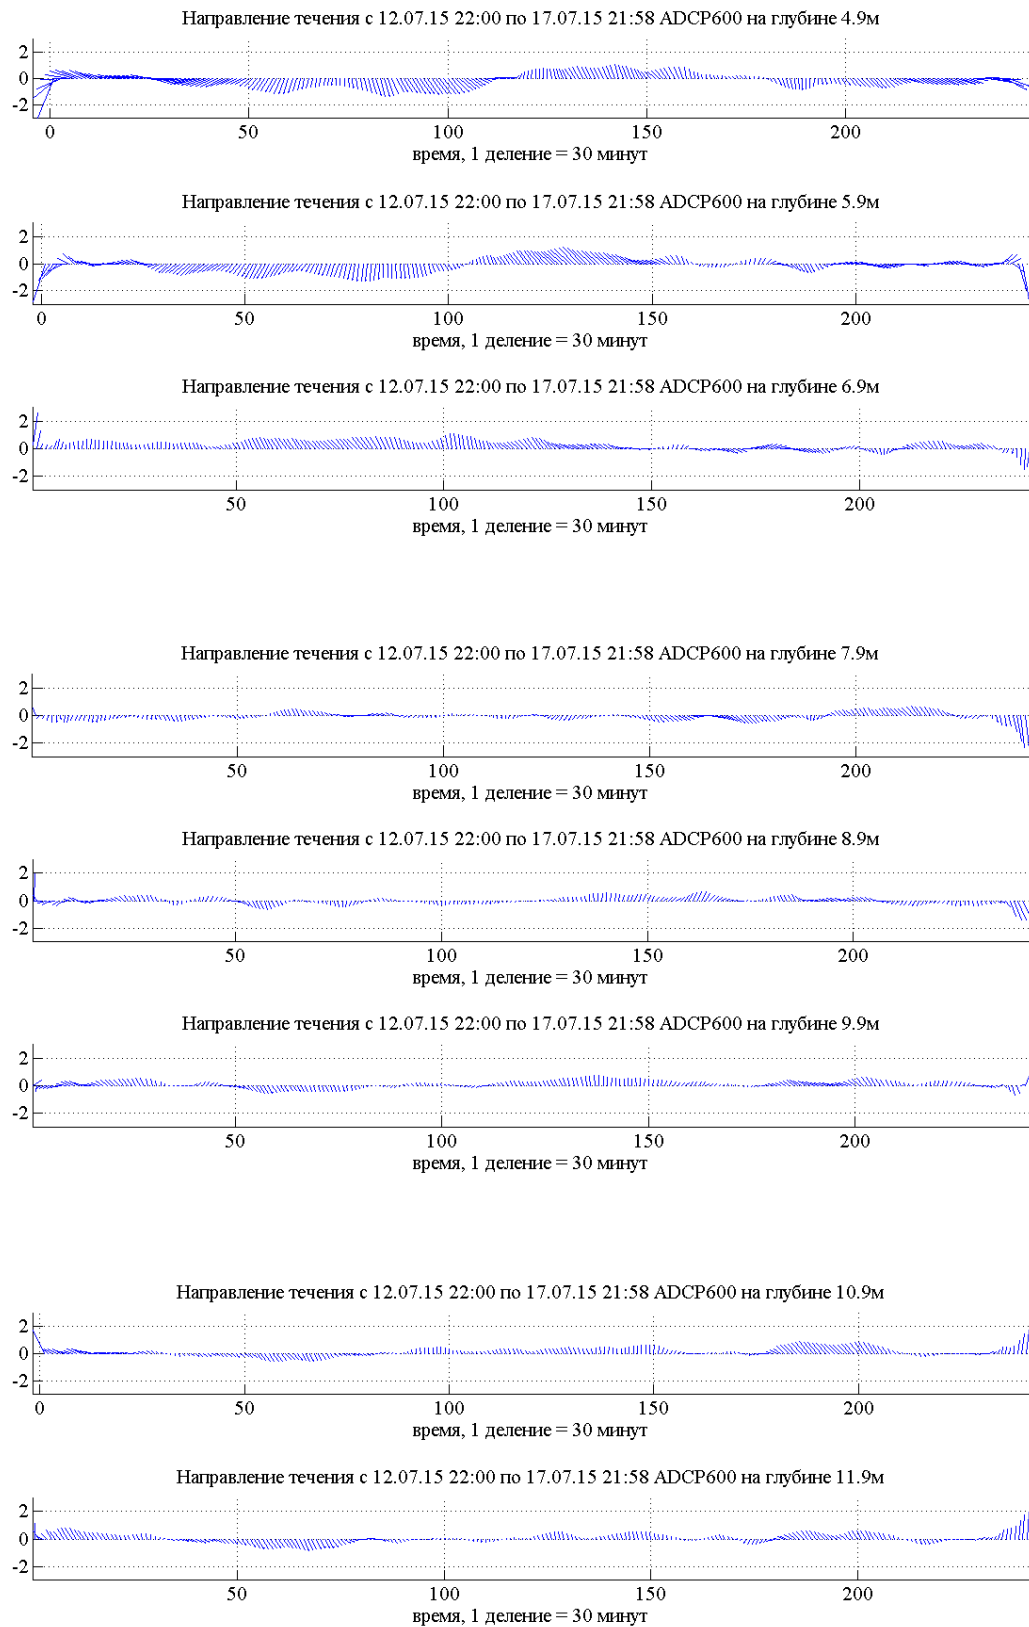 Направление течения с 12.07.15 22:00 по 17.07.15 21:58 ADCP600 на глубине 4.9м
2
0
-2
0 50 100 150 200
время, 1 деление = 30 минут
Направление течения с 12.07.15 22:00 по 17.07.15 21:58 ADCP600 на глубине 5.9м
2
0
-2
0 50 100 150 200
время, 1 деление = 30 минут
Направление течения с 12.07.15 22:00 по 17.07.15 21:58 ADCP600 на глубине 6.9м
2
0
-2
50 100 150 200
время, 1 деление = 30 минут
Направление течения с 12.07.15 22:00 по 17.07.15 21:58 ADCP600 на глубине 7.9м
2
0
-2
50 100 150 200
время, 1 деление = 30 минут
Направление течения с 12.07.15 22:00 по 17.07.15 21:58 ADCP600 на глубине 8.9м
2
0
-2
50 100 150 200
время, 1 деление = 30 минут
Направление течения с 12.07.15 22:00 по 17.07.15 21:58 ADCP600 на глубине 9.9м
2
0
-2
50 100 150 200
время, 1 деление = 30 минут
Направление течения с 12.07.15 22:00 по 17.07.15 21:58 ADCP600 на глубине 10.9м
2
0
-2
0 50 100 150 200
время, 1 деление = 30 минут
Направление течения с 12.07.15 22:00 по 17.07.15 21:58 ADCP600 на глубине 11.9м
2
0
-2
50 100 150 200
время, 1 деление = 30 минут